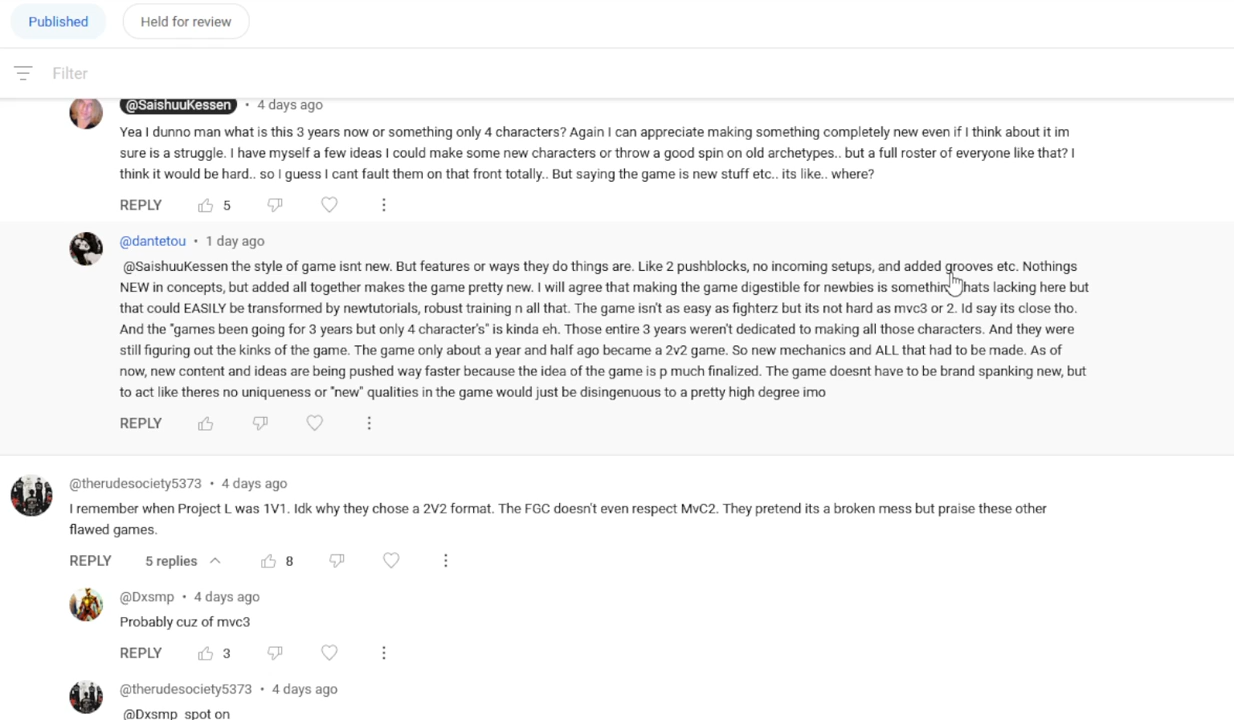 Published
Held for review
Filter
@SaishuuKessen • 4 days ago
Yea I dunno man what is this 3 years now or something only 4 characters? Again I can appreciate making something completely new even if I think about it im
sure is a struggle. I have myself a few ideas I could make some new characters or throw a good spin on old archetypes.. but a full roster of everyone like that? I
think it would be hard.. so I guess I cant fault them on that front totally.. But saying the game is new stuff etc.. its like.. where?
REPLY 5
@dantetou • 1 day ago
@SaishuuKessen the style of game isnt new. But features or ways they do things are. Like 2 pushblocks, no incoming setups, and added grooves etc. Nothings
NEW in concepts, but added all together makes the game pretty new. I will agree that making the game digestible for newbies is somethin hats lacking here but
that could EASILY be transformed by newtutorials, robust training n all that. The game isn't as easy as fighterz but its not hard as mvc3 or 2. Id say its close tho.
And the "games been going for 3 years but only 4 character's" is kinda eh. Those entire 3 years weren't dedicated to making all those characters. And they were
still figuring out the kinks of the game. The game only about a year and half ago became a 2v2 game. So new mechanics and ALL that had to be made. As of
now, new content and ideas are being pushed way faster because the idea of the game is p much finalized. The game doesnt have to be brand spanking new, but
to act like theres no uniqueness or "new" qualities in the game would just be disingenuous to a pretty high degree imo
REPLY
@therudesociety5373 • 4 days ago
I remember when Project L was 1V1. Idk why they chose a 2V2 format. The FGC doesn't even respect MvC2. They pretend its a broken mess but praise these other
flawed games.
REPLY 5 replies 8
@Dxsmp • 4 days ago
Probably cuz of mvc3
REPLY 3
@therudesociety5373 • 4 days ago
@Dxsmp spot on